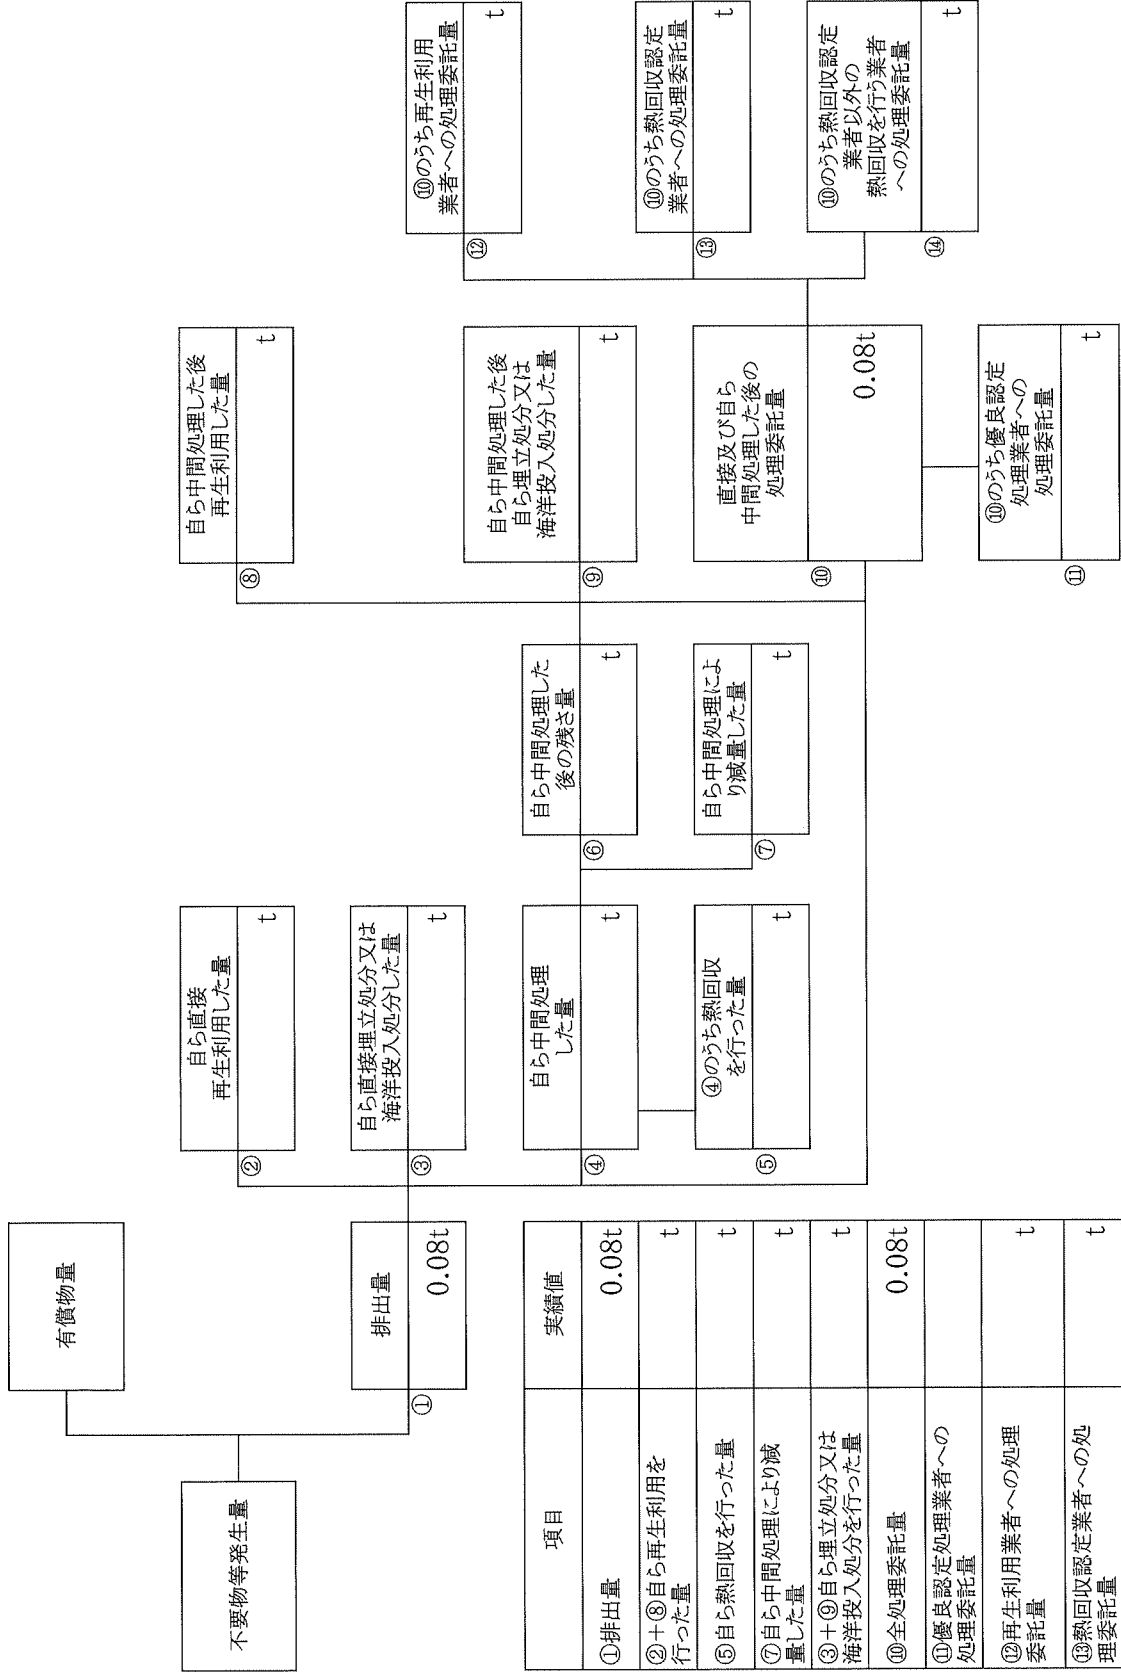 不要物等発生量
有償物量
排出量
①
0.08t
自ら直接
再生利用した量
②
t
自ら直接埋立処分又は
海洋投入処分した量
③
t
自ら中間処理
した量
④
t
④のうち熱回収
を行った量
⑤
t
自ら中間処理した
後の残さ量
⑥
t
自ら中間処理によ
り減量した量
⑦
t
自ら中間処理した後
再生利用した量
⑧
t
自ら中間処理した後
自ら埋立処分又は
海洋投入処分した量
⑨
t
直接及び自ら
中間処理した後の
処理委託量
⑩
0.08t
⑩のうち優良認定
処理業者への
処理委託量
⑪
t
⑩のうち再生利用
業者への処理委託量
⑫
t
⑩のうち熱回収認定
業者への処理委託量
⑬
t
⑩のうち熱回収認定
業者以外の
熱回収を行う業者
への処理委託量
⑭
t
項目 実績値
①排出量 0.08t
②+⑧自ら再生利用を
行った量 t
⑤自ら熱回収を行った量 t
⑦自ら中間処理により減
量した量 t
③+⑨自ら埋立処分又は
海洋投入処分を行った量 t
⑩全処理委託量 0.08t
⑪優良認定処理業者への
処理委託量
⑫再生利用業者への処理
委託量 t
⑬熱回収認定業者への処
理委託量 t